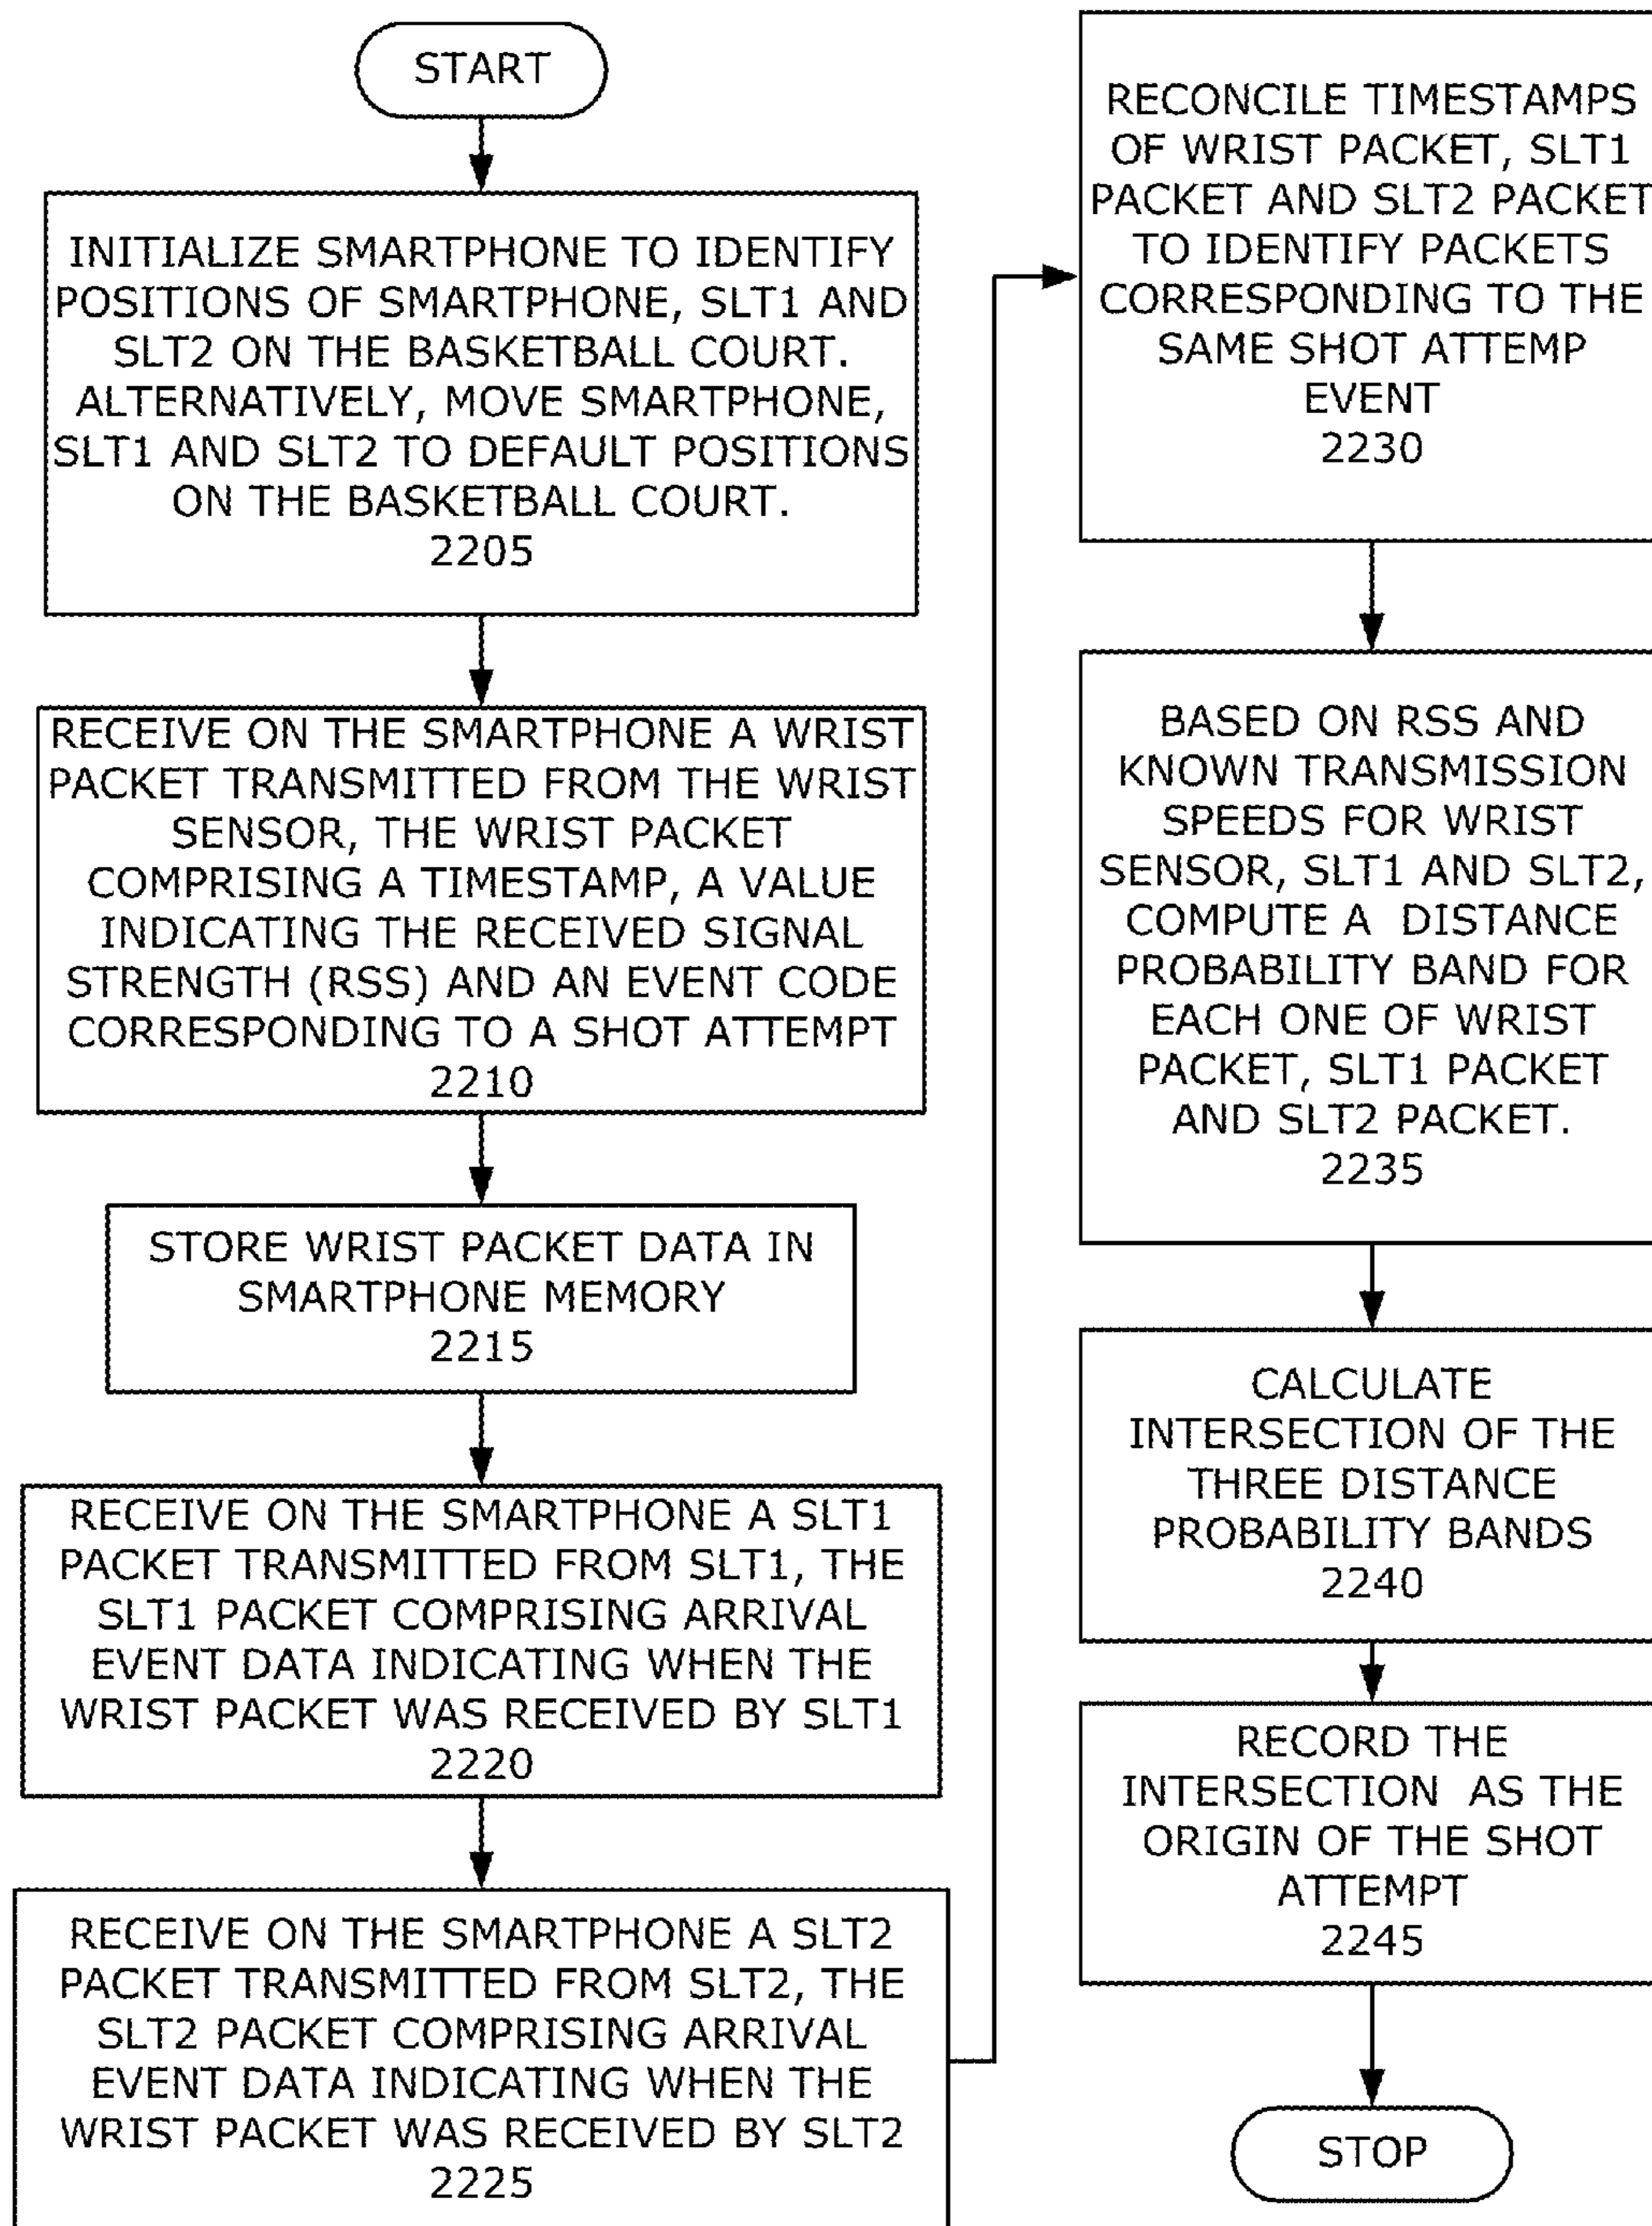 START
INITIALIZE SMARTPHONE TO IDENTIFY
POSITIONS OF SMARTPHONE, SLT1 AND
SLT2 ON THE BASKETBALL COURT.
ALTERNATIVELY, MOVE SMARTPHONE,
SLT1 AND SLT2 TO DEFAULT POSITIONS
ON THE BASKETBALL COURT.
2205
RECEIVE ON THE SMARTPHONE A WRIST
PACKET TRANSMITTED FROM THE WRIST
SENSOR, THE WRIST PACKET
COMPRISING A TIMESTAMP, A VALUE
INDICATING THE RECEIVED SIGNAL
STRENGTH (RSS) AND AN EVENT CODE
CORRESPONDING TO A SHOT ATTEMPT
2210
STORE WRIST PACKET DATA IN
SMARTPHONE MEMORY
2215
RECEIVE ON THE SMARTPHONE A SLT1
PACKET TRANSMITTED FROM SLT1, THE
SLT1 PACKET COMPRISING ARRIVAL
EVENT DATA INDICATING WHEN THE
WRIST PACKET WAS RECEIVED BY SLT1
2220
RECEIVE ON THE SMARTPHONE A SLT2
PACKET TRANSMITTED FROM SLT2, THE
SLT2 PACKET COMPRISING ARRIVAL
EVENT DATA INDICATING WHEN THE
WRIST PACKET WAS RECEIVED BY SLT2
2225
RECONCILE TIMESTAMPS
OF WRIST PACKET, SLT1
PACKET AND SLT2 PACKET
TO IDENTIFY PACKETS
CORRESPONDING TO THE
SAME SHOT ATTEMP
EVENT
2230
BASED ON RSS AND
KNOWN TRANSMISSION
SPEEDS FOR WRIST
SENSOR, SLT1 AND SLT2,
COMPUTE A DISTANCE
PROBABILITY BAND FOR
EACH ONE OF WRIST
PACKET, SLT1 PACKET
AND SLT2 PACKET.
2235
CALCULATE
INTERSECTION OF THE
THREE DISTANCE
PROBABILITY BANDS
2240
RECORD THE
INTERSECTION AS THE
ORIGIN OF THE SHOT
ATTEMPT
2245
STOP